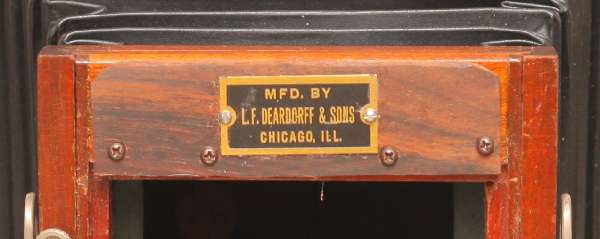 MFD. BY
L.F. DEARDORFF & SONS
CHICAGO, ILL.